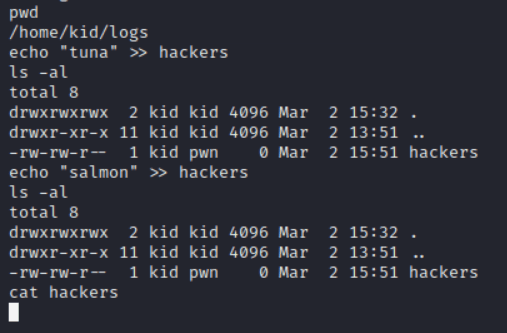 pwd
/home/kid/logs
echo "tuna" >> hackers
ls -al
total 8
drwxrwxrwx  2 kid kid 4096 Mar  2 15:32 .
drwxr-xr-x 11 kid kid 4096 Mar  2 13:51 ..
-rw-rw-r--  1 kid pwn    0 Mar  2 15:51 hackers
echo "salmon" >> hackers
ls -al
total 8
drwxrwxrwx  2 kid kid 4096 Mar  2 15:32 .
drwxr-xr-x 11 kid kid 4096 Mar  2 13:51 ..
-rw-rw-r--  1 kid pwn    0 Mar  2 15:51 hackers
cat hackers